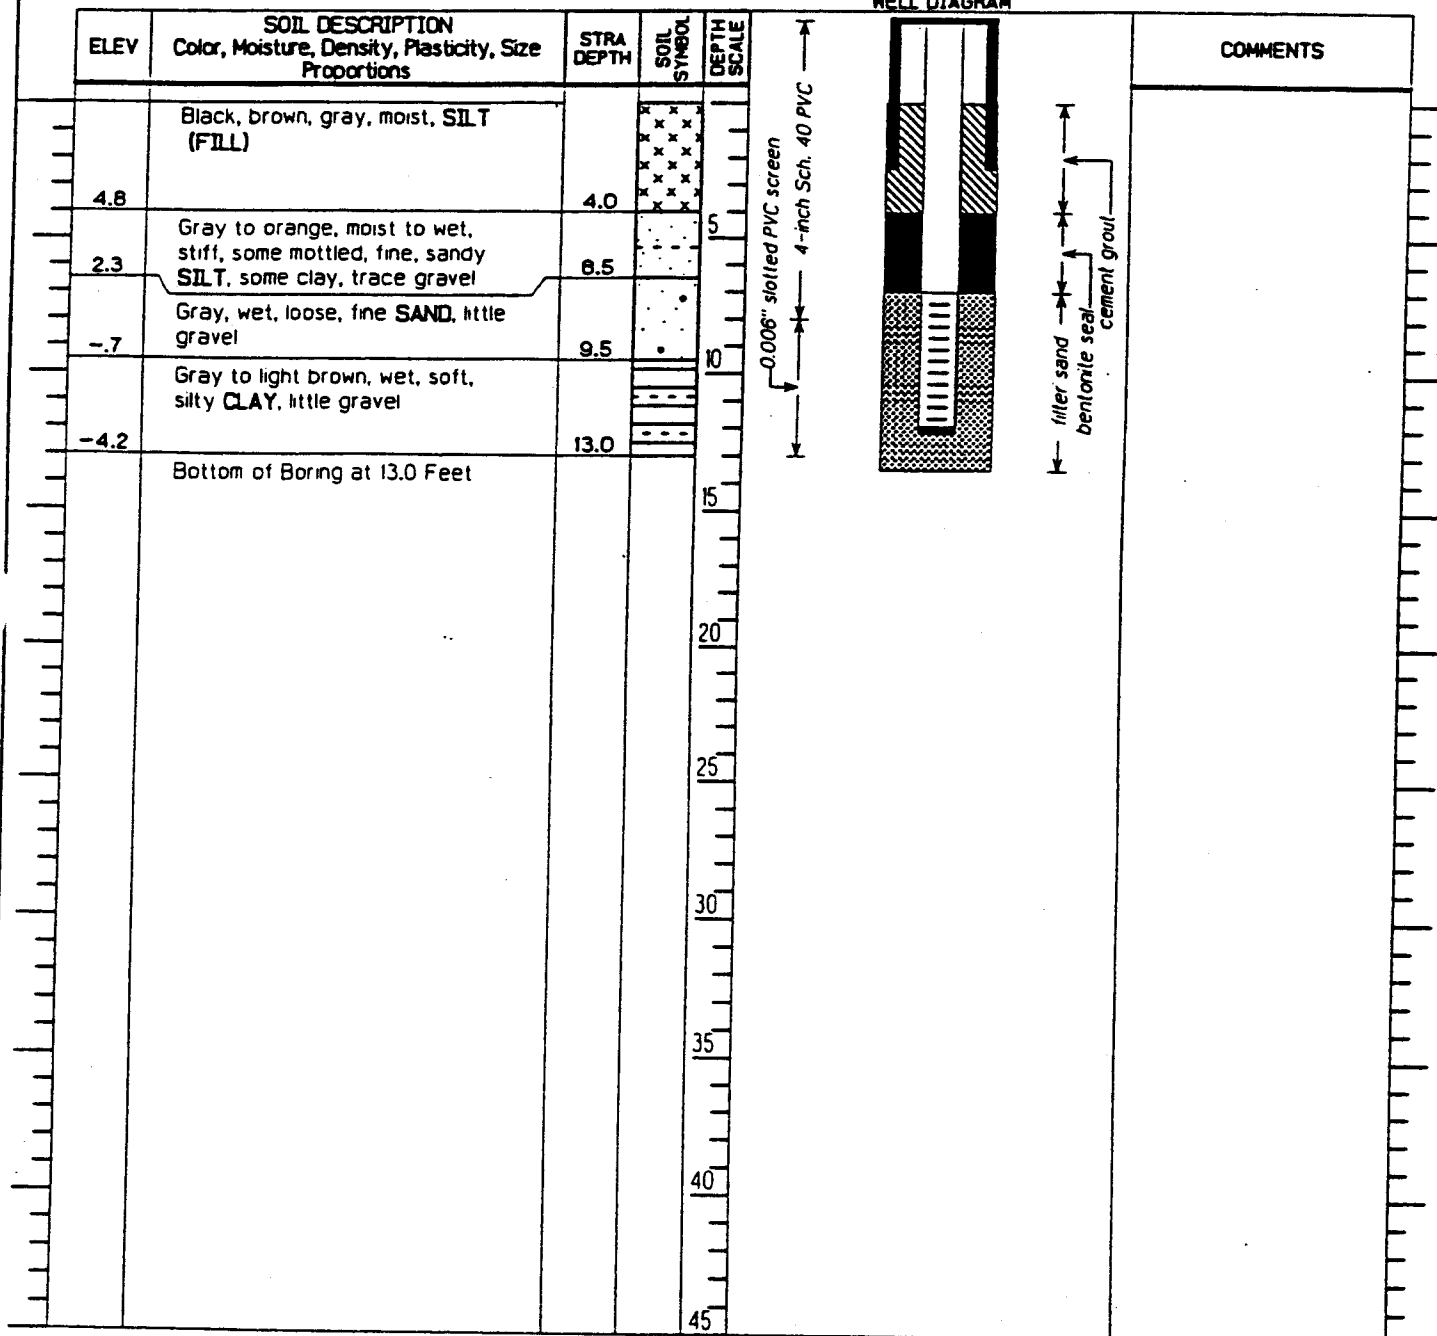 WELL DIAGRAM
ELEV
SOIL DESCRIPTION
Color, Moisture, Density, Plasticity, Size
Proportions
STRA
DEPTH
SOIL
SYMBOL
DEPTH
SCALE
COMMENTS
Black, brown, gray, moist, SILT
(FILL)
4.8
4.0
Gray to orange, moist to wet,
stiff, some mottled, fine, sandy
SILT, some clay, trace gravel
2.3
6.5
Gray, wet, loose, fine SAND, little
gravel
-.7
9.5
Gray to light brown, wet, soft,
silty CLAY, little gravel
-4.2
13.0
Bottom of Boring at 13.0 Feet
5
10
15
20
25
30
35
40
45
0.006" slotted PVC screen
4-inch Sch. 40 PVC
filter sand
bentonite seal
cement grout